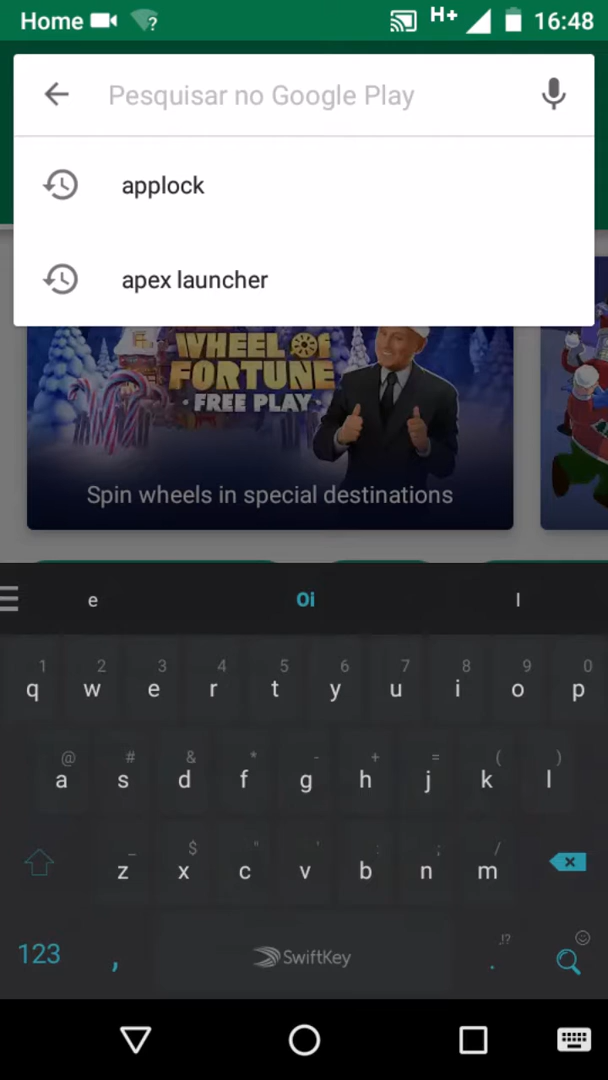 Home ? H+ 16:48
Pesquisar no Google Play
applock
apex launcher
WHEEL OF
FORTUNE
·FREE PLAY·
Spin wheels in special destinations
e Oi I
1 2 3 4 5 6 7 8 9 0
q w e r t y u i o p
@ # & * - + = ( )
a s d f g h j k l
_ $ " ' : ; /
z x c v b n m
123 , SwiftKey . ,!?